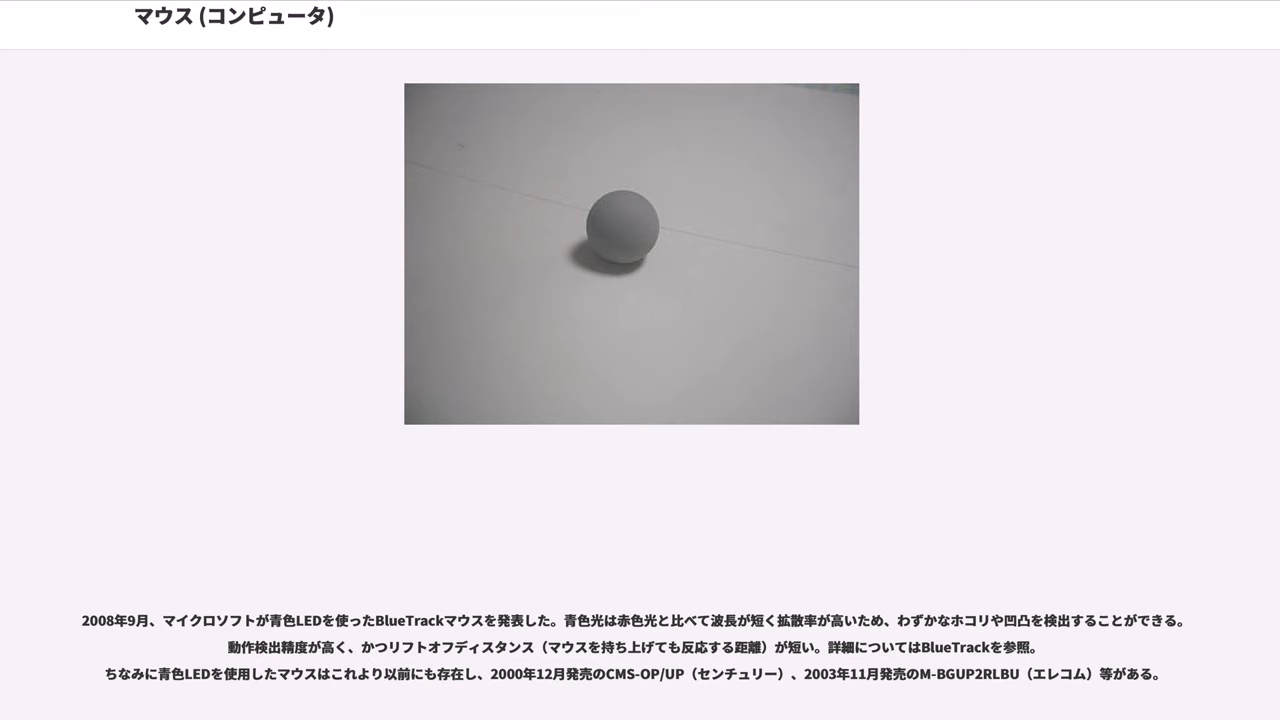 マウス (コンピュータ)
2008年9月、マイクロソフトが青色LEDを使ったBlueTrackマウスを発表した。青色光は赤色光と比べて波長が短く拡散率が高いため、わずかなホコリや凹凸を検出することができる。
動作検出精度が高く、かつリフトオフディスタンス（マウスを持ち上げても反応する距離）が短い。詳細についてはBlueTrackを参照。
ちなみに青色LEDを使用したマウスはこれより以前にも存在し、2000年12月発売のCMS-OP/UP（センチュリー）、2003年11月発売のM-BGUP2RLBU（エレコム）等がある。